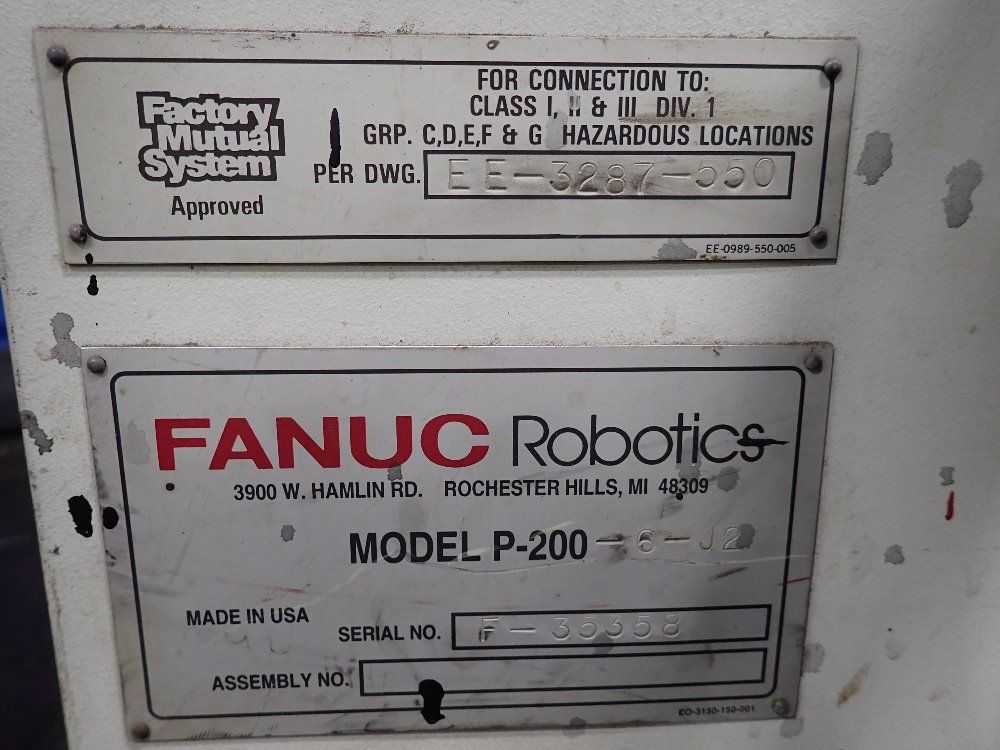 Factory
Mutual
System
Approved
FOR CONNECTION TO:
CLASS I, II & III DIV. 1
GRP. C,D,E,F & G HAZARDOUS LOCATIONS
PER DWG. EE-3287-550
EE-0989-550-005
FANUC Robotics
3900 W. HAMLIN RD. ROCHESTER HILLS, MI 48309
MODEL P-200-6-J2
MADE IN USA
SERIAL NO. F-35358
ASSEMBLY NO.
EO-3150-150-001